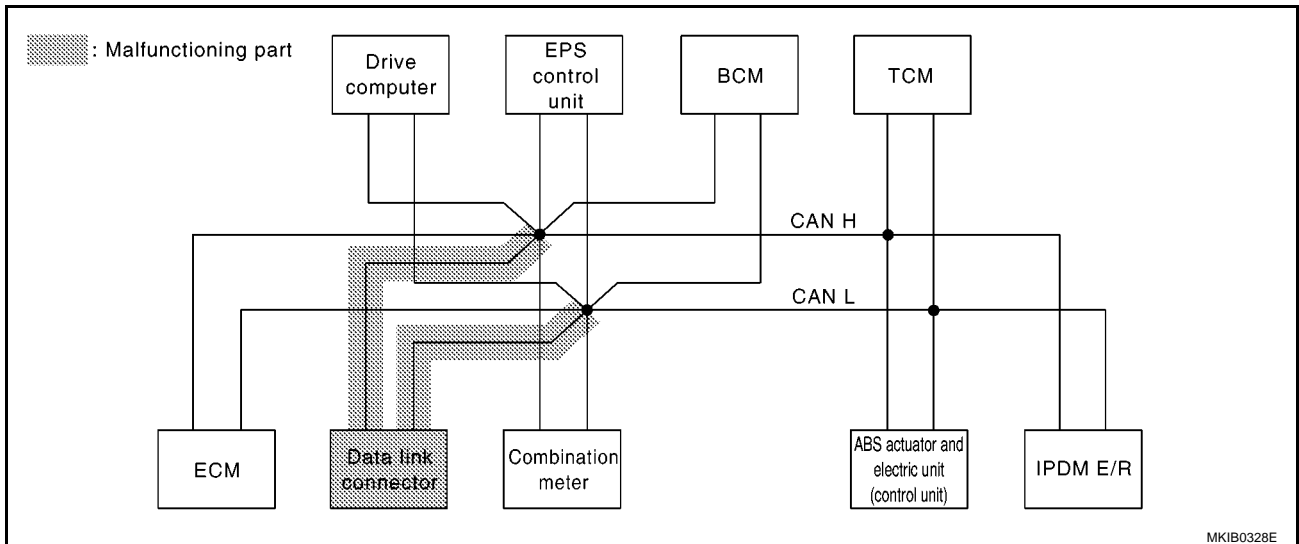 : Malfunctioning part
Drive
computer
EPS
control
unit
BCM
TCM
CAN H
CAN L
ECM
Data link
connector
Combination
meter
ABS actuator and
electric unit
(control unit)
IPDM E/R
MKIB0328E